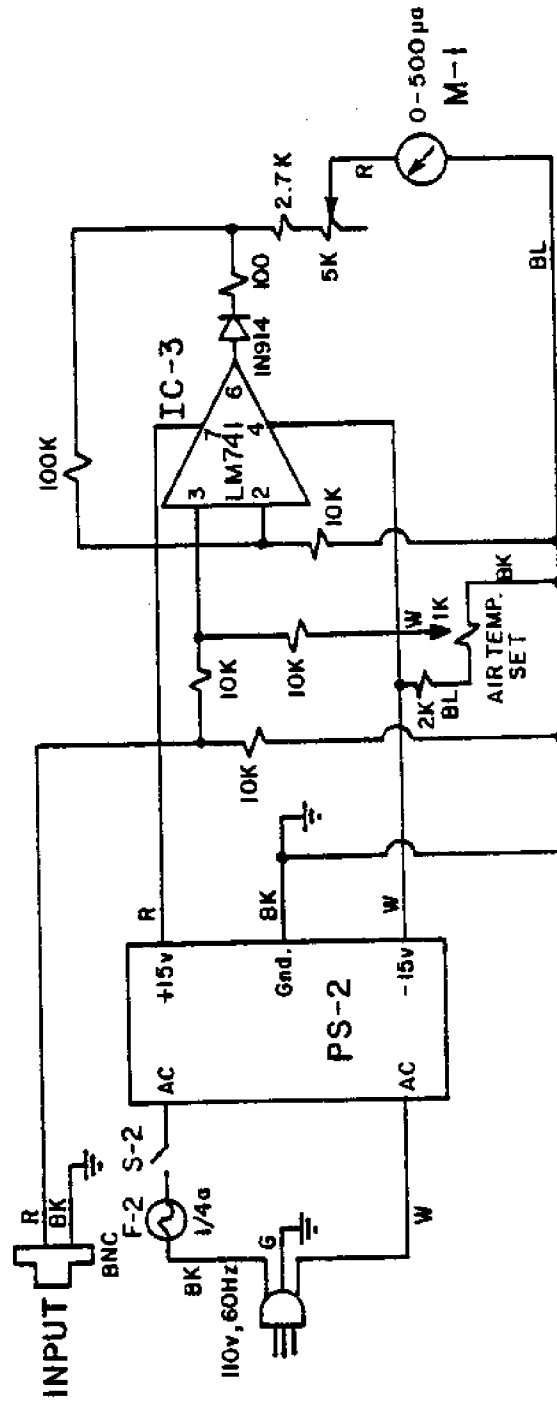 INPUT
R
BK
BNC
F-2
S-2
1/4a
BK
110v, 60Hz
G
W
AC
AC
PS-2
+15v
Gnd.
-15v
R
BK
W
10K
10K
10K
W
1K
2K
BL
AIR TEMP.
SET
BK
10K
100K
IC-3
3
2
7
LM741
6
4
1N914
100
2.7K
5K
R
0-500µa
M-1
BL